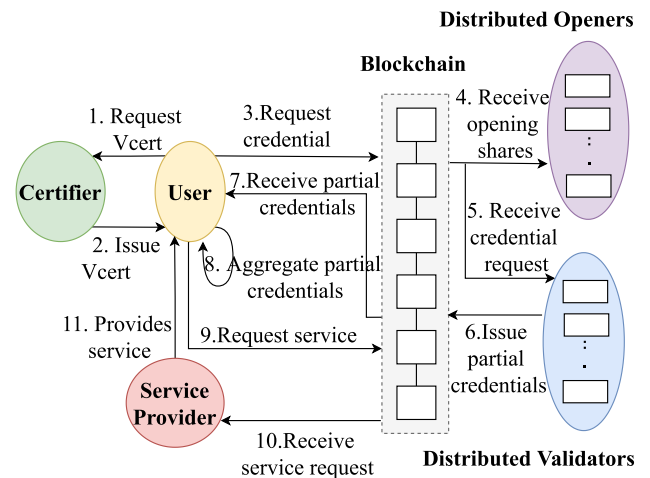 Distributed Openers
Blockchain
1. Request
Vcert
3.Request
credential
4. Receive
opening
shares
Certifier
User
7.Receive partial
credentials
5. Receive
credential
request
2. Issue
Vcert
8. Aggregate partial
credentials
11. Provides
service
9.Request service
6.Issue
partial
credentials
Service
Provider
10.Receive
service request
Distributed Validators